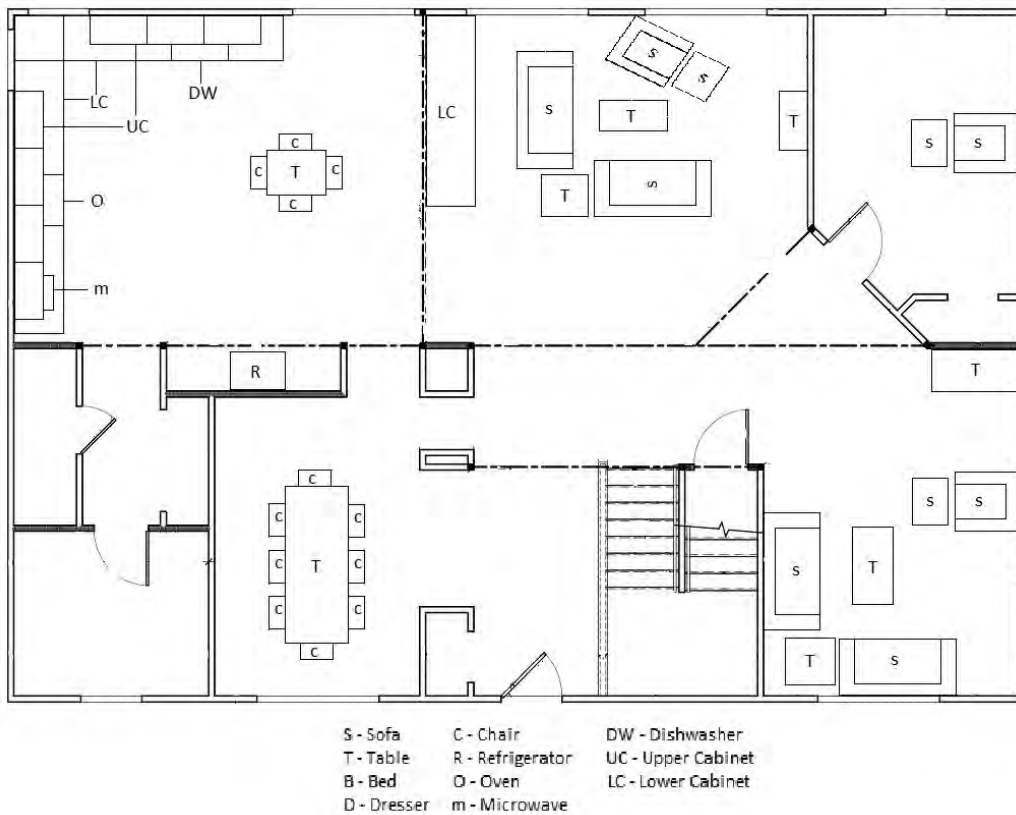 S
S
DW
LC
LC
UC
S
T
T
S
S
C
C
T
C
C
T
S
O
m
R
T
C
C
C
C
T
C
C
C
C
S
S
S
T
T
S
S - Sofa
C - Chair
DW - Dishwasher
T - Table
R - Refrigerator
UC - Upper Cabinet
B - Bed
O - Oven
LC - Lower Cabinet
D - Dresser
m - Microwave